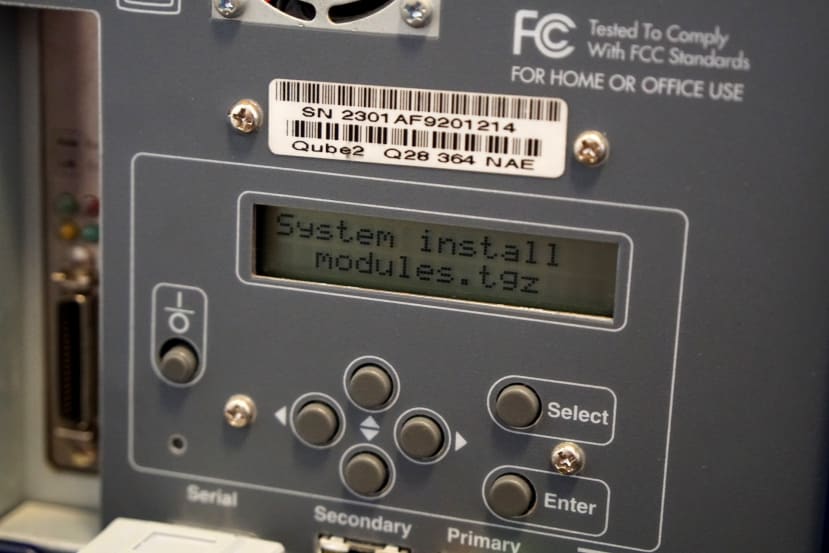 FC
Tested To Comply
With FCC Standards
FOR HOME OR OFFICE USE
SN 2301AF9201214
Qube2 Q28 364 NAE
System install
modules.tgz
Select
Enter
Serial
Secondary
Primary